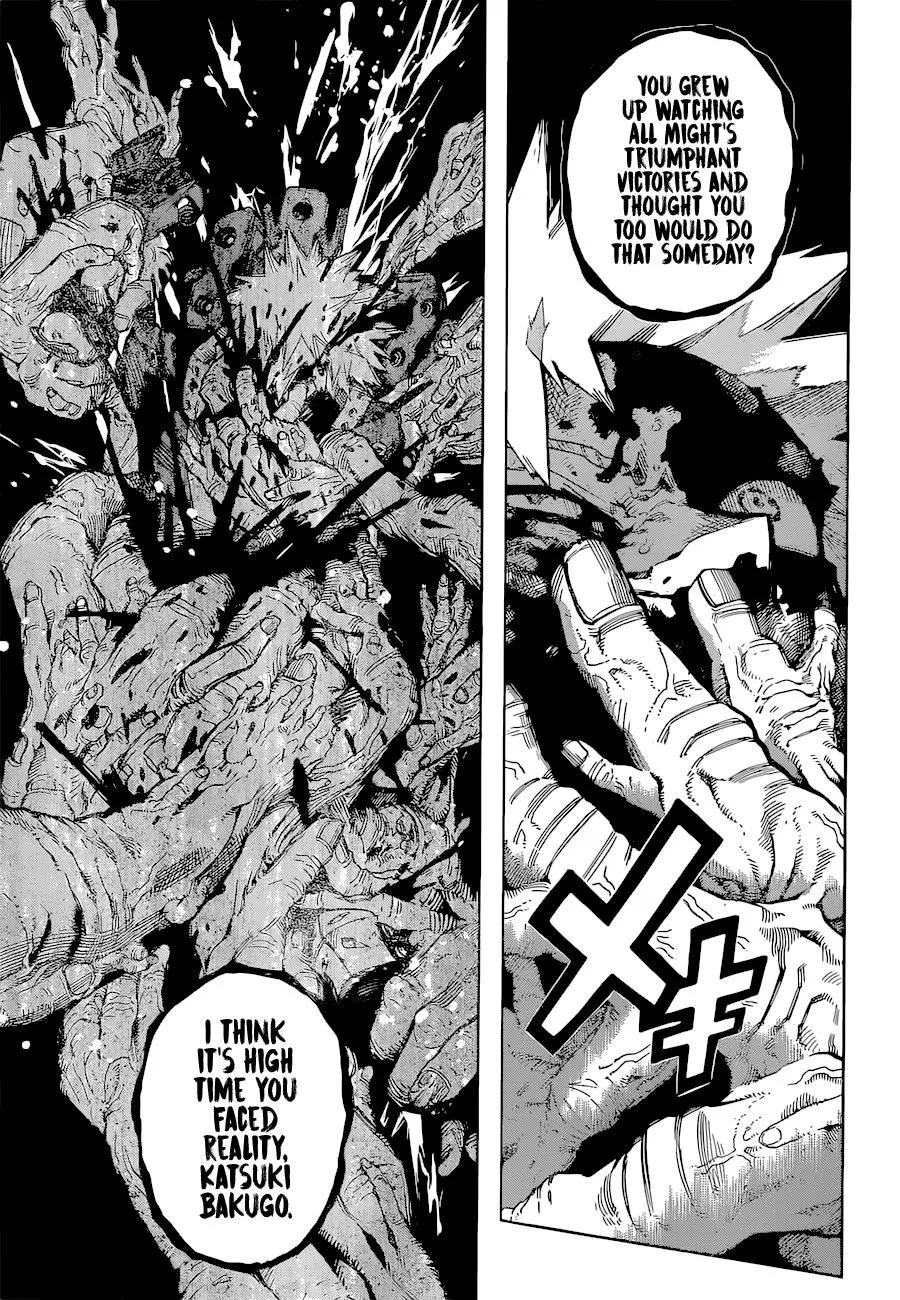 YOU GREW
UP WATCHING
ALL MIGHT'S
TRIUMPHANT
VICTORIES AND
THOUGHT YOU
TOO WOULD DO
THAT SOMEDAY?
メキ
I THINK
IT'S HIGH
TIME YOU
FACED
REALITY,
KATSUKI
BAKUGO.